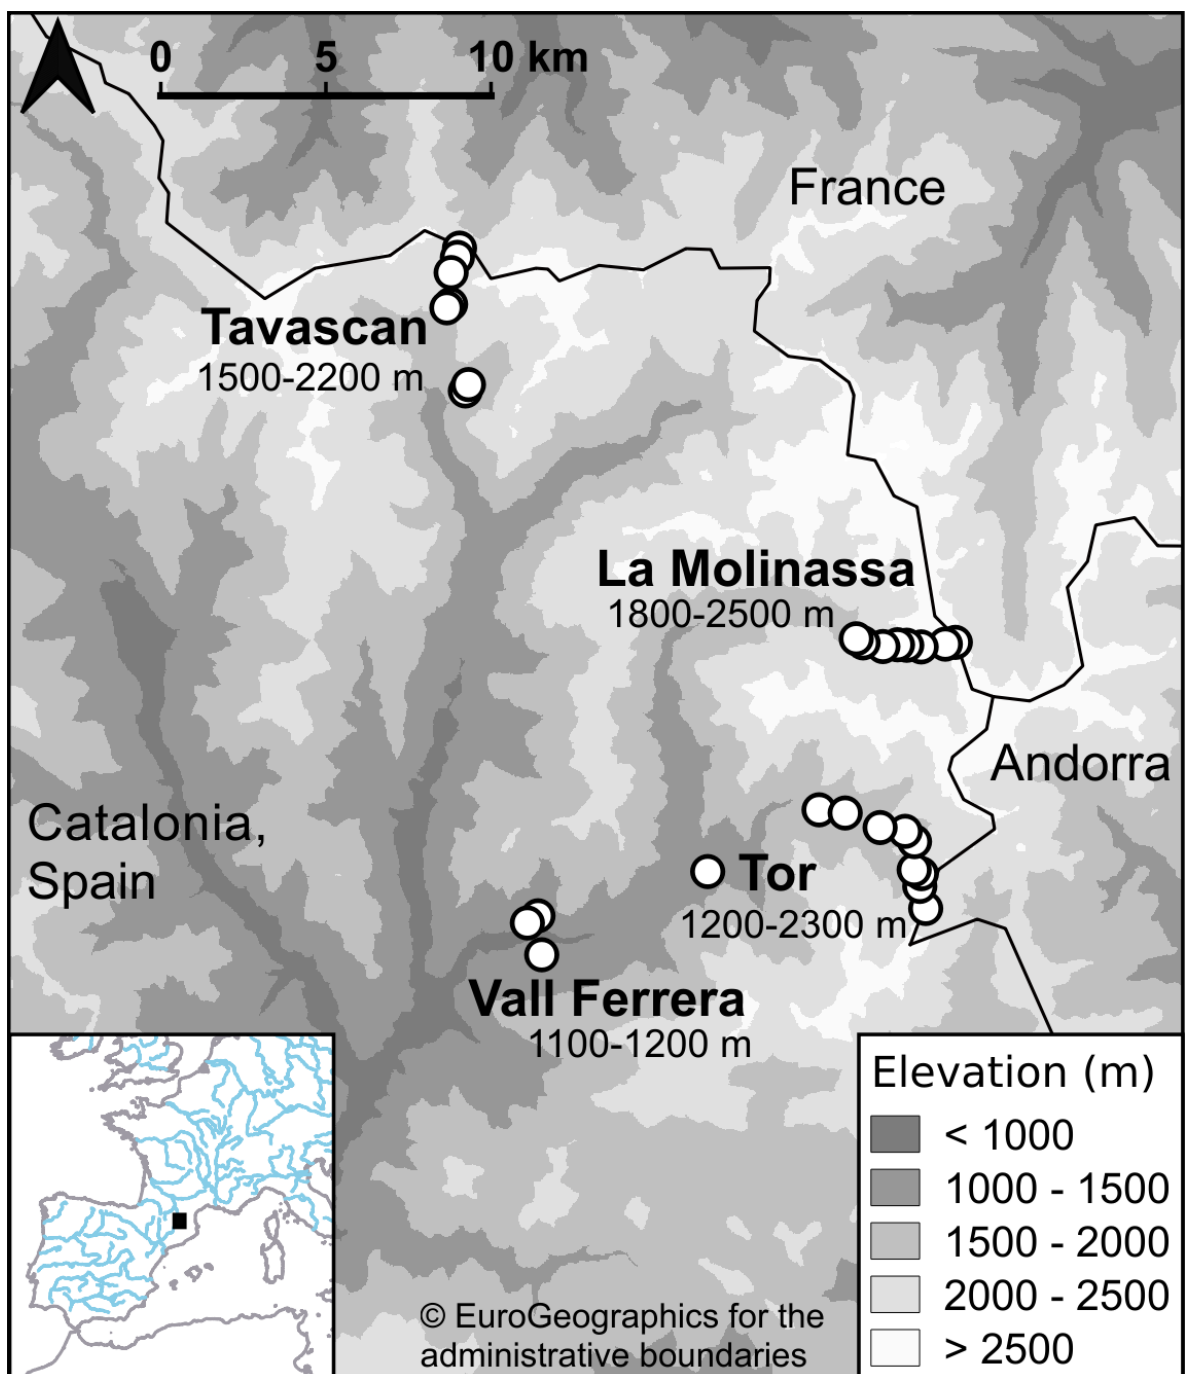 0 5 10 km
France
Tavascan
1500-2200 m
La Molinassa
1800-2500 m
Andorra
Catalonia,
Spain
Tor
1200-2300 m
Vall Ferrera
1100-1200 m
Elevation (m)
< 1000
1000 - 1500
1500 - 2000
2000 - 2500
> 2500
© EuroGeographics for the
administrative boundaries